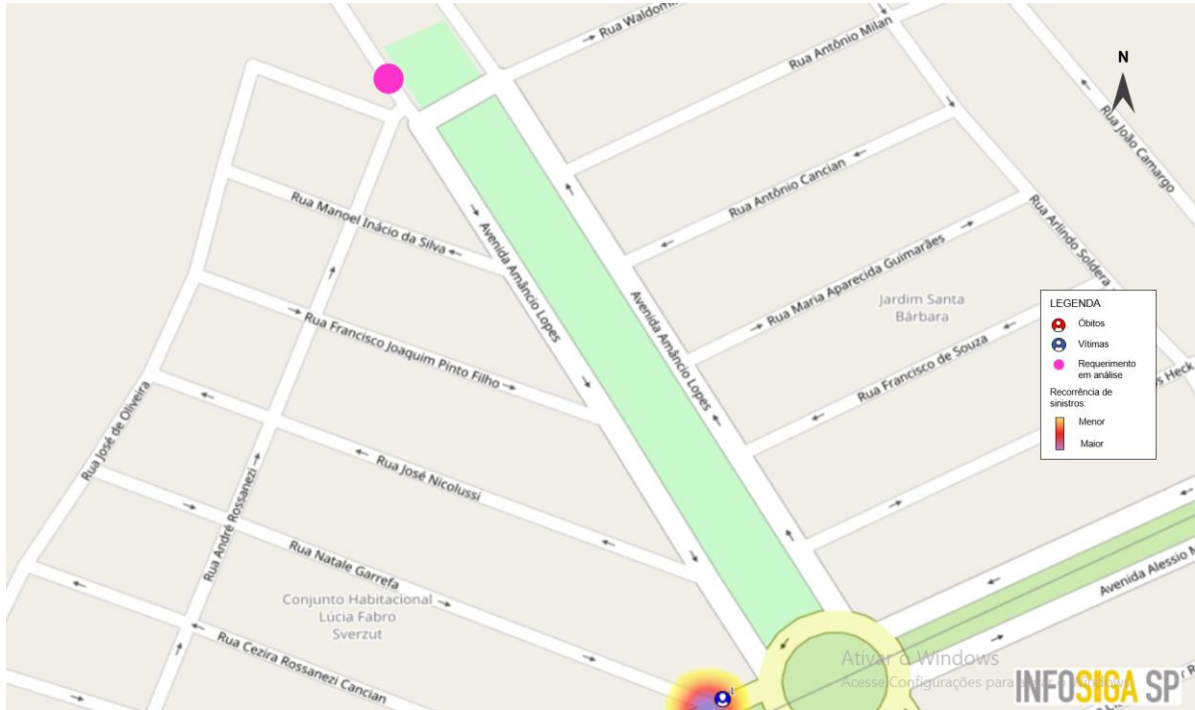 Rua Waldomi
Rua Antônio Milan
N
Rua João Camargo
Rua Antônio Cancian
Rua Manoel Inácio da Silva
Avenida Amâncio Lopes
Rua Arlindo Soldera
Rua Maria Aparecida Guimarães
Jardim Santa
Bárbara
Rua Francisco Joaquim Pinto Filho
Avenida Amâncio Lopes
Rua Francisco de Souza
s Heck
LEGENDA
Óbitos
Vítimas
Requerimento
em análise
Recorrência de
sinistros:
Menor
Maior
Rua José de Oliveira
Rua José Nicolussi
Rua André Rossanezi
Rua Natale Garrefa
Conjunto Habitacional
Lúcia Fabro
Sverzut
Rua Cezira Rossanezi Cancian
Avenida Alessio M
Ativar o Windows
Acesse Configurações para
1
INFOSIGA SP